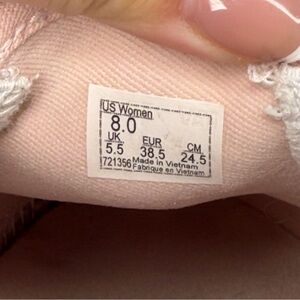 US Women
8.0
UK EUR CM
5.5 38.5 24.5
721356 Made in Vietnam
Fabrique en Vietnam